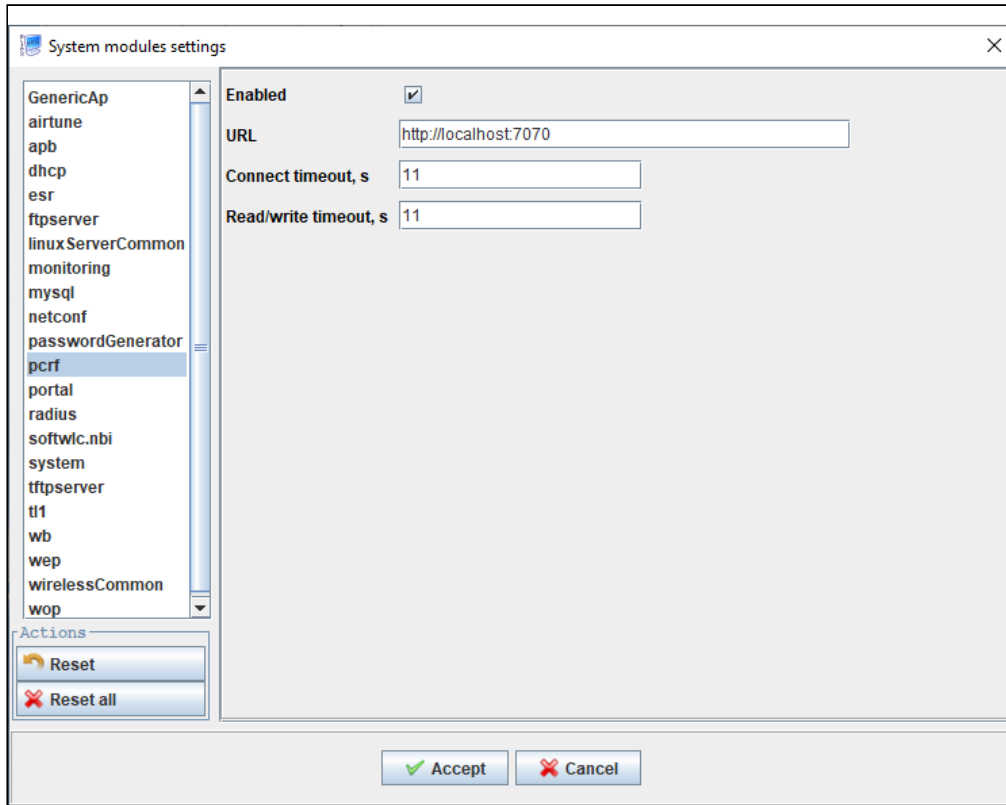 System modules settings
GenericAp
airtune
apb
dhcp
esr
ftpserver
linuxServerCommon
monitoring
mysql
netconf
passwordGenerator
pcrf
portal
radius
softwlc.nbi
system
tftpserver
tl1
wb
wep
wirelessCommon
wop
Actions
Reset
Reset all
Enabled
URL http://localhost:7070
Connect timeout, s 11
Read/write timeout, s 11
Accept Cancel